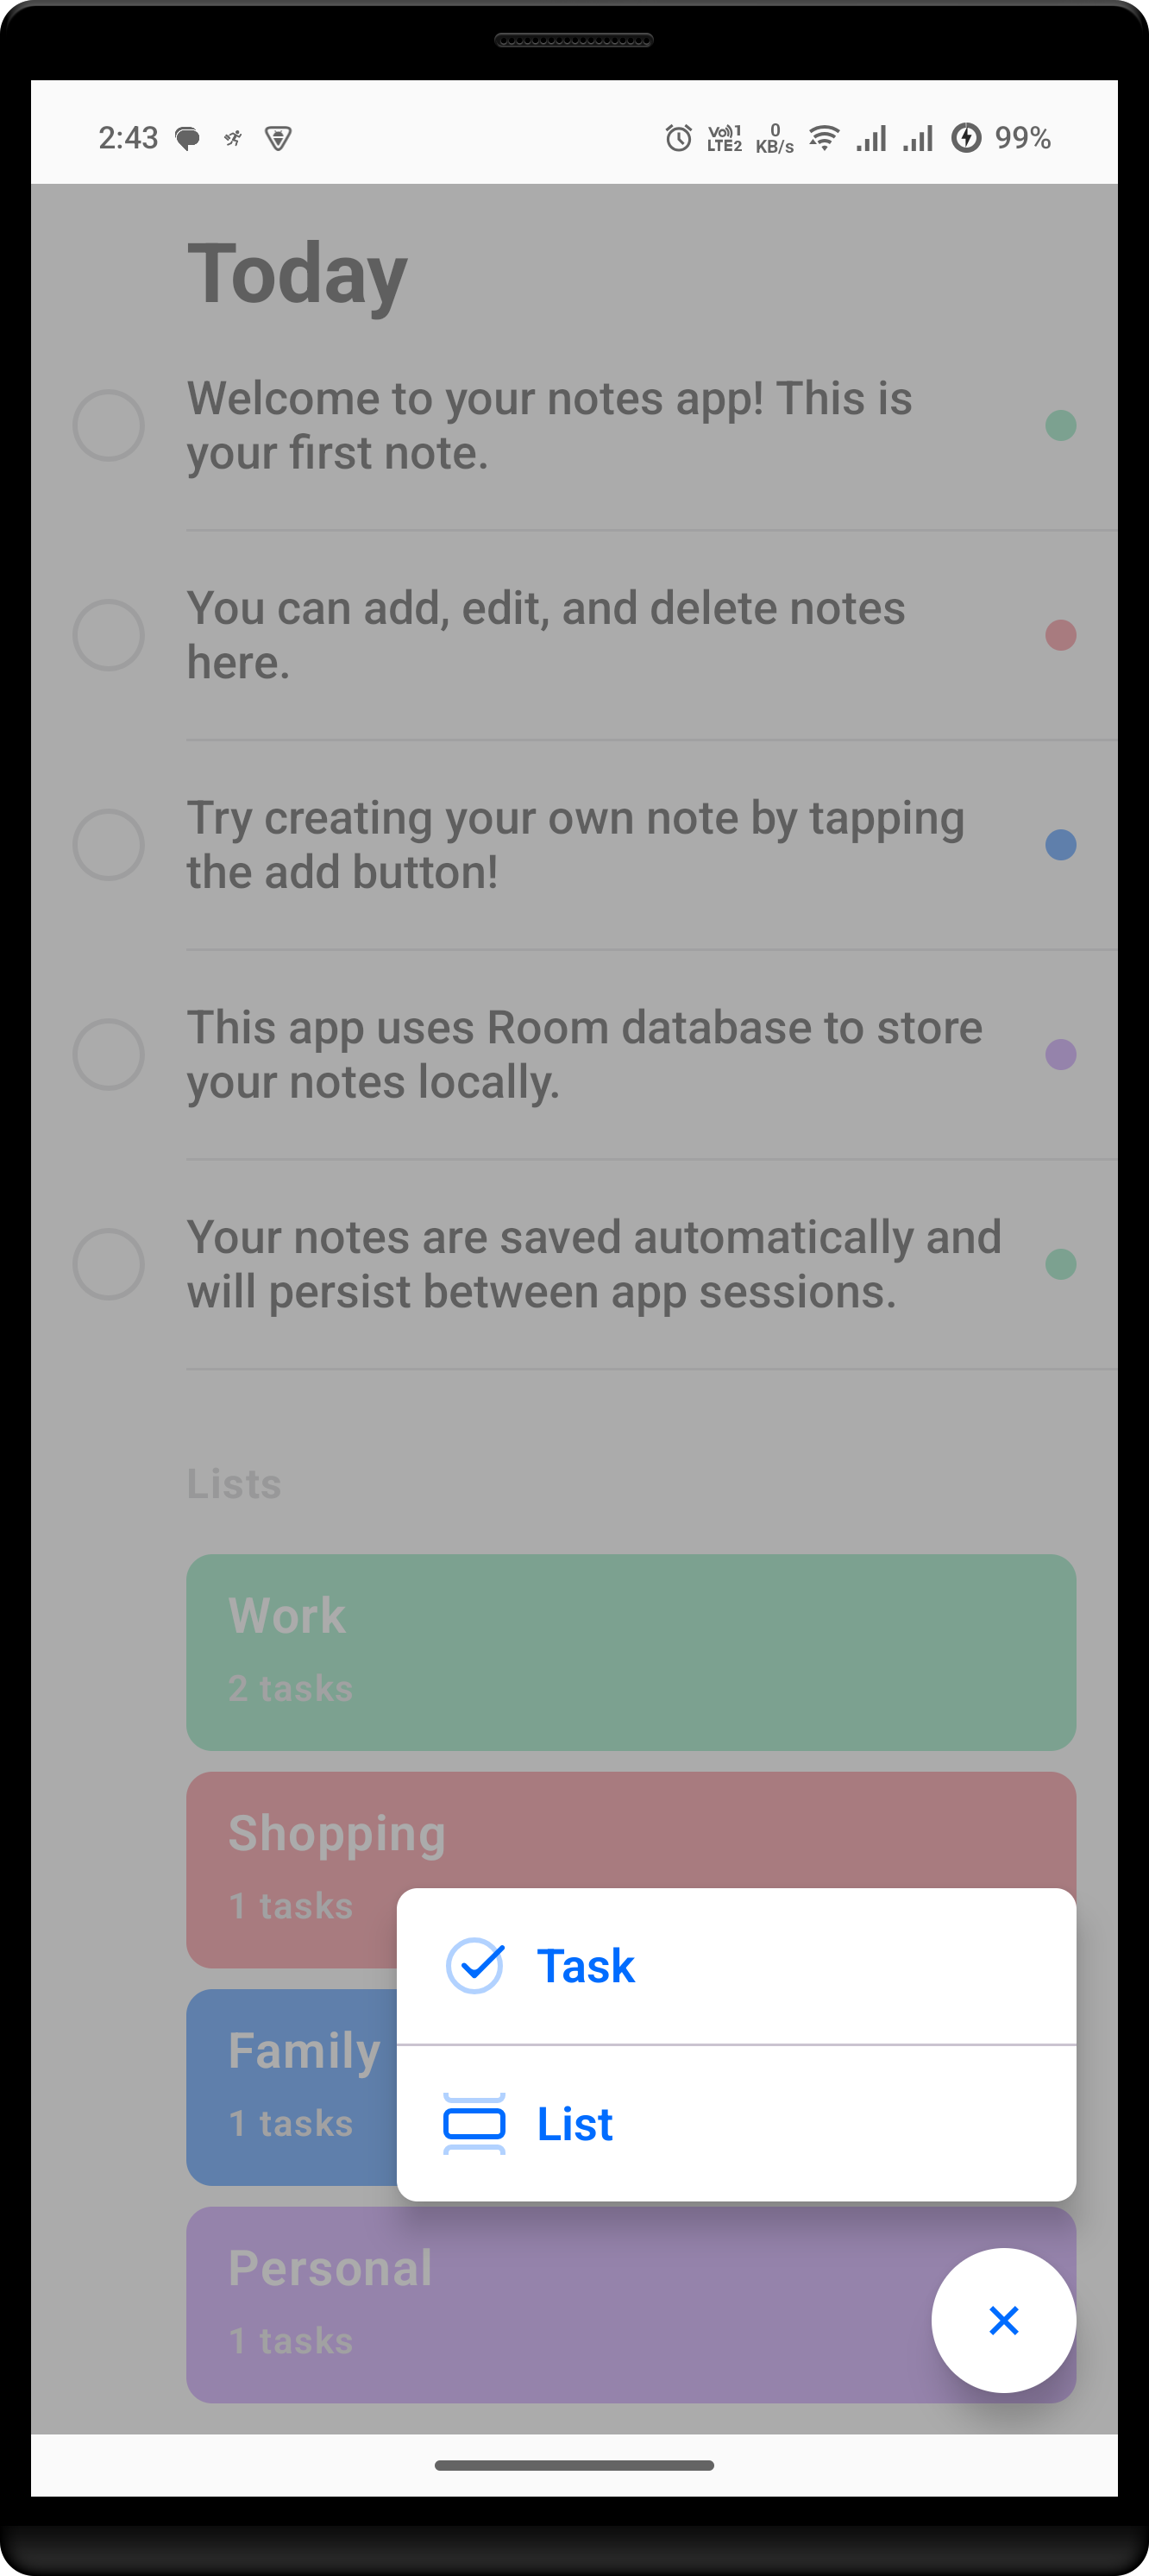 2:43
Vo)) 1
LTE2
0
KB/s
99%
Today
Welcome to your notes app! This is
your first note.
You can add, edit, and delete notes
here.
Try creating your own note by tapping
the add button!
This app uses Room database to store
your notes locally.
Your notes are saved automatically and
will persist between app sessions.
Lists
Work
2 tasks
Shopping
1 tasks
Task
Family
1 tasks
List
Personal
1 tasks